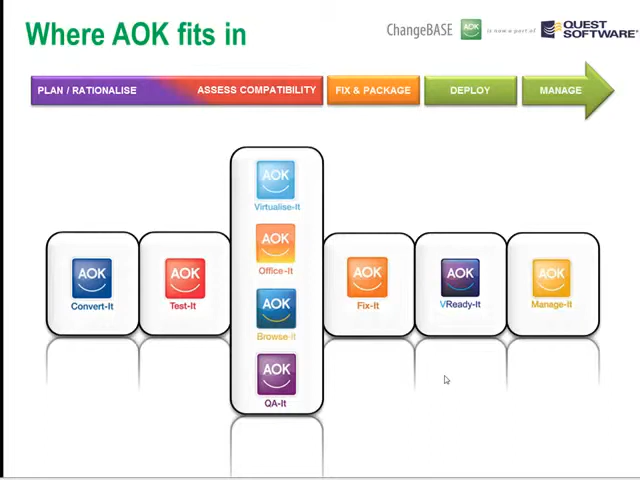 Where AOK fits in
ChangeBASE AOK is now a part of QUEST SOFTWARE
PLAN / RATIONALISE ASSESS COMPATIBILITY FIX & PACKAGE DEPLOY MANAGE
AOK
Virtualise-It
AOK
Office-It
AOK
Browse-It
AOK
QA-It
AOK
Convert-It
AOK
Test-It
AOK
Fix-It
AOK
VReady-It
AOK
Manage-It